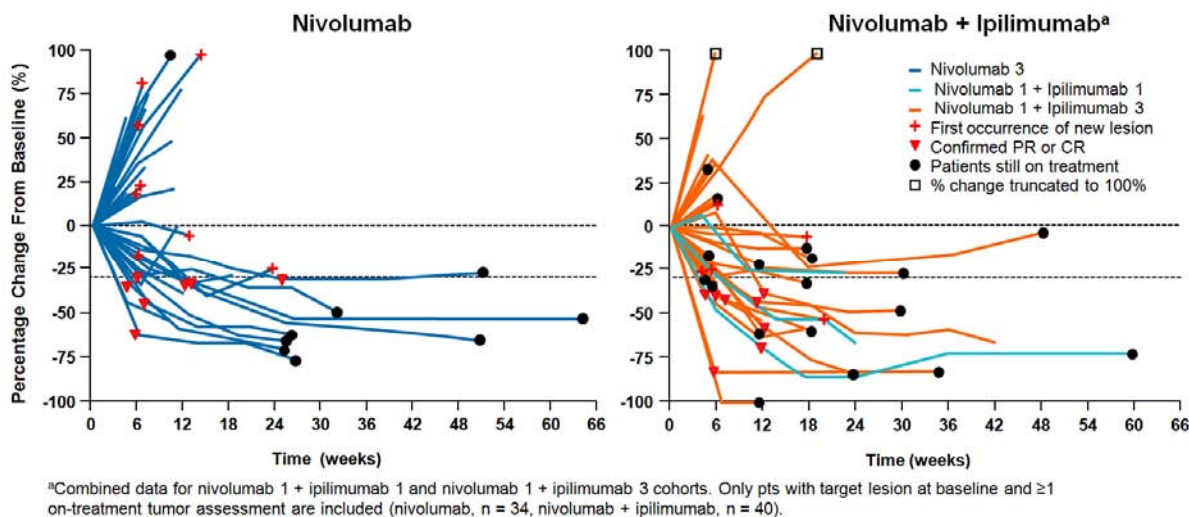 Nivolumab
Nivolumab + Ipilimumabᵃ
Percentage Change From Baseline (%)
100
75
50
25
0
-25
-50
-75
-100
0 6 12 18 24 30 36 42 48 54 60 66
Time (weeks)
100
75
50
25
0
-25
-50
-75
-100
0 6 12 18 24 30 36 42 48 54 60 66
Time (weeks)
Nivolumab 3
Nivolumab 1 + Ipilimumab 1
Nivolumab 1 + Ipilimumab 3
First occurrence of new lesion
Confirmed PR or CR
Patients still on treatment
% change truncated to 100%
ᵃCombined data for nivolumab 1 + ipilimumab 1 and nivolumab 1 + ipilimumab 3 cohorts. Only pts with target lesion at baseline and ≥1
on-treatment tumor assessment are included (nivolumab, n = 34, nivolumab + ipilimumab, n = 40).